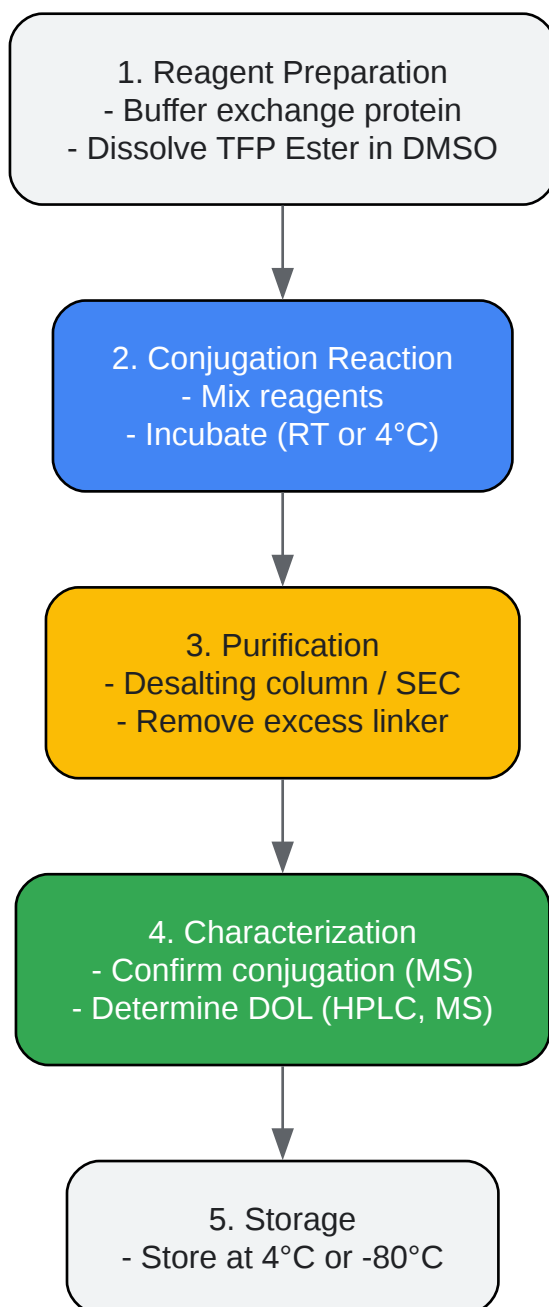 1. Reagent Preparation
- Buffer exchange protein
- Dissolve TFP Ester in DMSO
2. Conjugation Reaction
- Mix reagents
- Incubate (RT or 4°C)
3. Purification
- Desalting column / SEC
- Remove excess linker
4. Characterization
- Confirm conjugation (MS)
- Determine DOL (HPLC, MS)
5. Storage
- Store at 4°C or -80°C